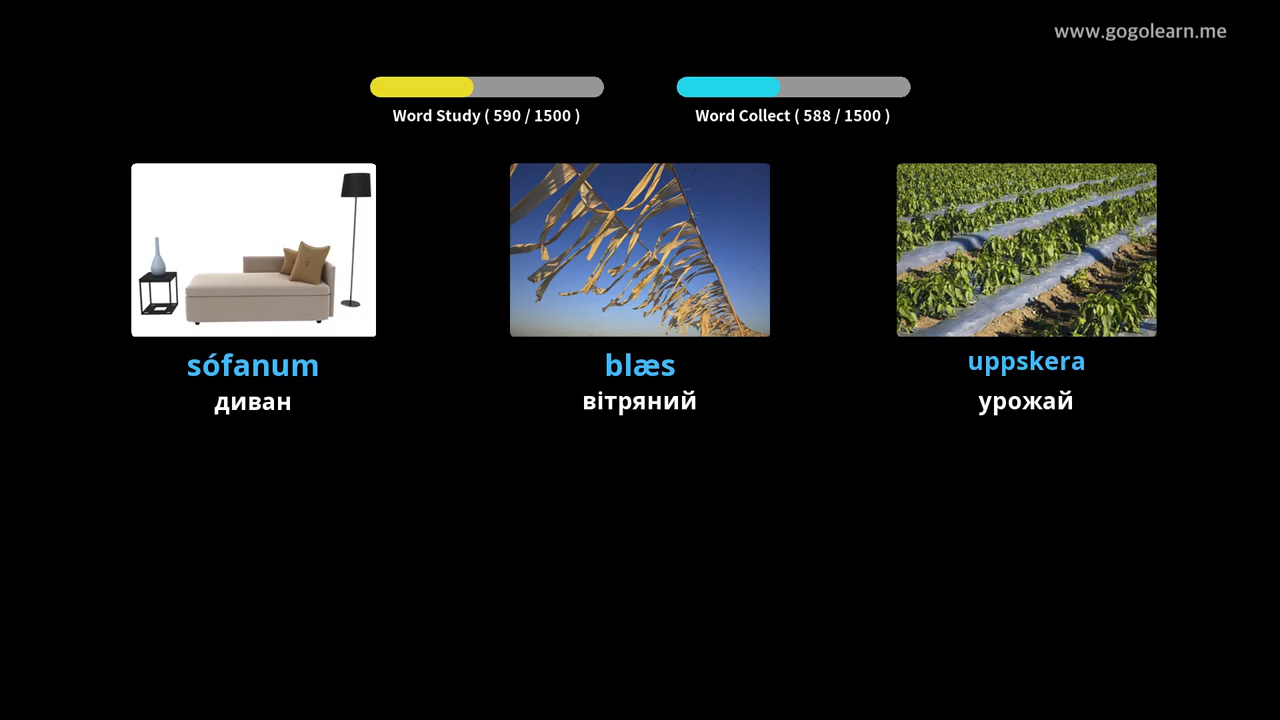 www.gogolearn.me
Word Study ( 590 / 1500 )
Word Collect ( 588 / 1500 )
sófanum
диван
blæs
вітряний
uppskera
урожай